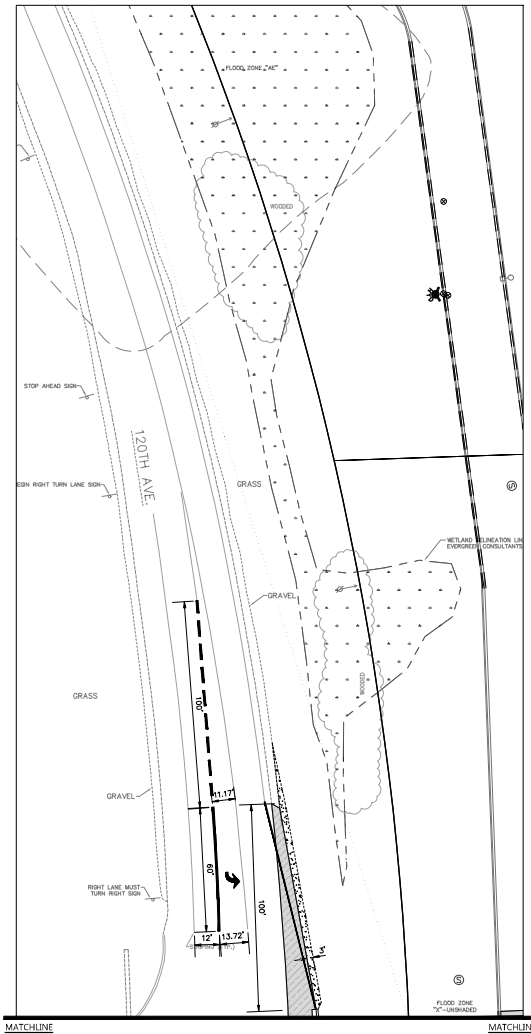 FLOOD ZONE "AE"
WOODED
STOP AHEAD SIGN
120TH AVE.
EGIN RIGHT TURN LANE SIGN
GRASS
WETLAND DELINEATION LIN
EVERGREEN CONSULTANTS
GRAVEL
WOODED
GRASS
100'
11.17'
GRAVEL
60'
100'
RIGHT LANE MUST
TURN RIGHT SIGN
12'
13.72'
3'
S
S
FLOOD ZONE
"X"-UNSHADED
MATCHLINE
MATCHLIN